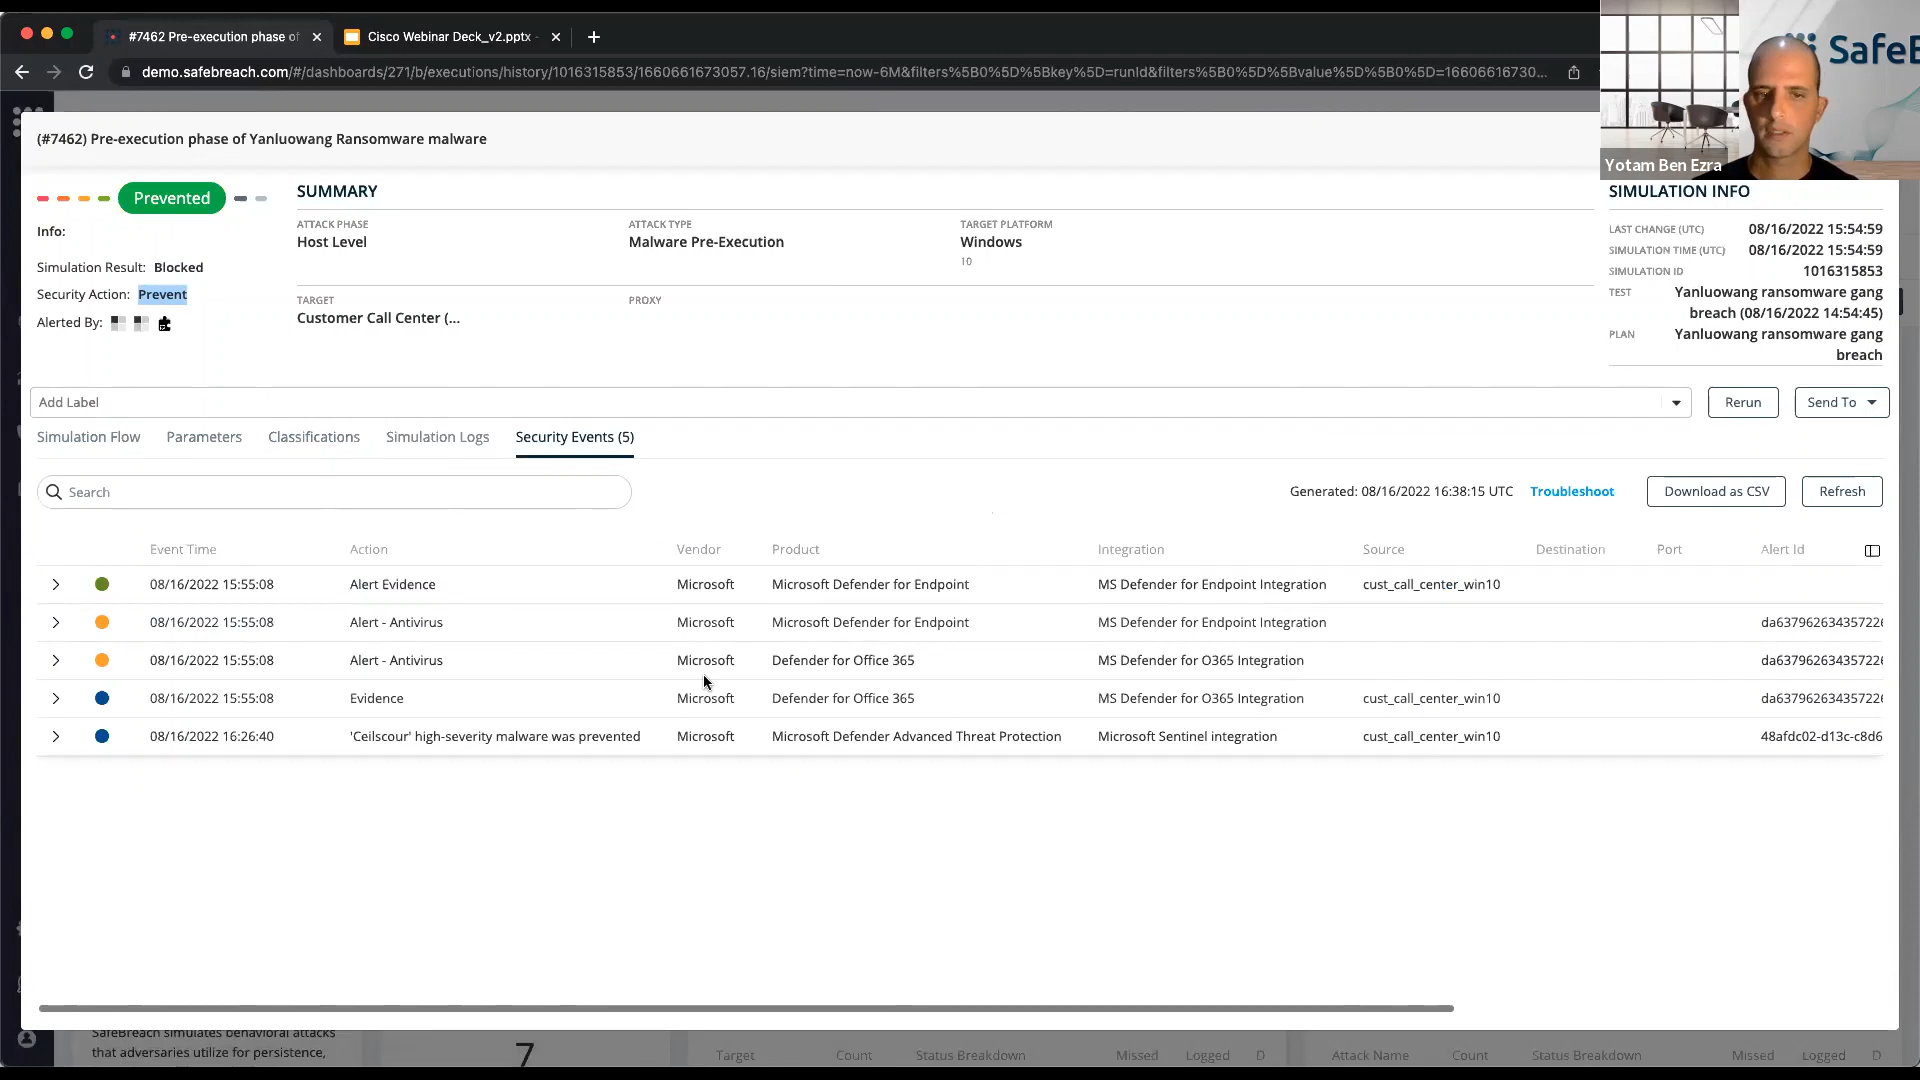 #7462 Pre-execution phase of
Cisco Webinar Deck_v2.pptx -
demo.safebreach.com/#/dashboards/271/b/executions/history/1016315853/1660661673057.16/siem?time=now-6M&filters%5B0%5D%5Bkey%5D=runId&filters%5B0%5D%5Bvalue%5D%5B0%5D=16606616730...
SafeB
Yotam Ben Ezra
(#7462) Pre-execution phase of Yanluowang Ransomware malware
Prevented
Info:
Simulation Result: Blocked
Security Action: Prevent
Alerted By:
SUMMARY
ATTACK PHASE
Host Level
ATTACK TYPE
Malware Pre-Execution
TARGET PLATFORM
Windows
10
TARGET
Customer Call Center (...
PROXY
SIMULATION INFO
LAST CHANGE (UTC) 08/16/2022 15:54:59
SIMULATION TIME (UTC) 08/16/2022 15:54:59
SIMULATION ID 1016315853
TEST Yanluowang ransomware gang
breach (08/16/2022 14:54:45)
PLAN Yanluowang ransomware gang
breach
Add Label
Rerun
Send To
Simulation Flow Parameters Classifications Simulation Logs Security Events (5)
Search
Generated: 08/16/2022 16:38:15 UTC Troubleshoot Download as CSV Refresh
Event Time Action Vendor Product Integration Source Destination Port Alert Id
08/16/2022 15:55:08 Alert Evidence Microsoft Microsoft Defender for Endpoint MS Defender for Endpoint Integration cust_call_center_win10
08/16/2022 15:55:08 Alert - Antivirus Microsoft Microsoft Defender for Endpoint MS Defender for Endpoint Integration da637962634357226
08/16/2022 15:55:08 Alert - Antivirus Microsoft Defender for Office 365 MS Defender for O365 Integration da637962634357226
08/16/2022 15:55:08 Evidence Microsoft Defender for Office 365 MS Defender for O365 Integration cust_call_center_win10 da637962634357226
08/16/2022 16:26:40 'Ceilscour' high-severity malware was prevented Microsoft Microsoft Defender Advanced Threat Protection Microsoft Sentinel integration cust_call_center_win10 48afdc02-d13c-c8d6
SafeBreach simulates behavioral attacks
that adversaries utilize for persistence,
7
Target Count Status Breakdown Missed Logged D
Attack Name Count Status Breakdown Missed Logged D